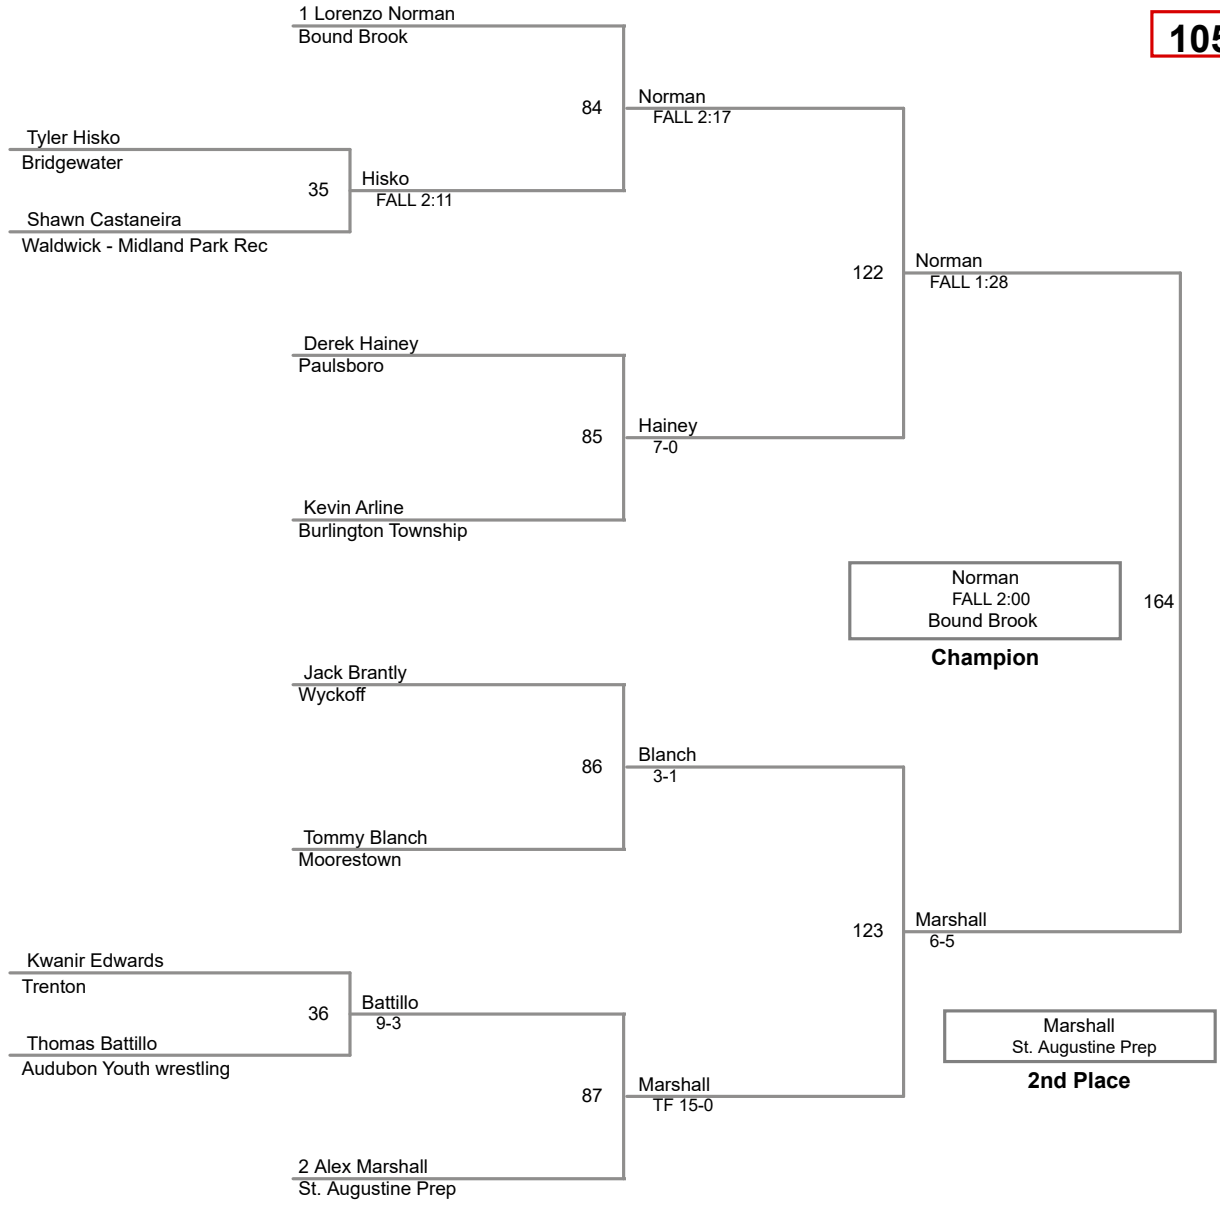 1 Lorenzo Norman
Bound Brook
105
84
Norman
FALL 2:17
Tyler Hisko
Bridgewater
35
Hisko
FALL 2:11
Shawn Castaneira
Waldwick - Midland Park Rec
122
Norman
FALL 1:28
Derek Hainey
Paulsboro
85
Hainey
7-0
Kevin Arline
Burlington Township
Norman
FALL 2:00
Bound Brook
164
Champion
Jack Brantly
Wyckoff
86
Blanch
3-1
Tommy Blanch
Moorestown
123
Marshall
6-5
Kwanir Edwards
Trenton
36
Battillo
9-3
Thomas Battillo
Audubon Youth wrestling
Marshall
St. Augustine Prep
2nd Place
87
Marshall
TF 15-0
2 Alex Marshall
St. Augustine Prep